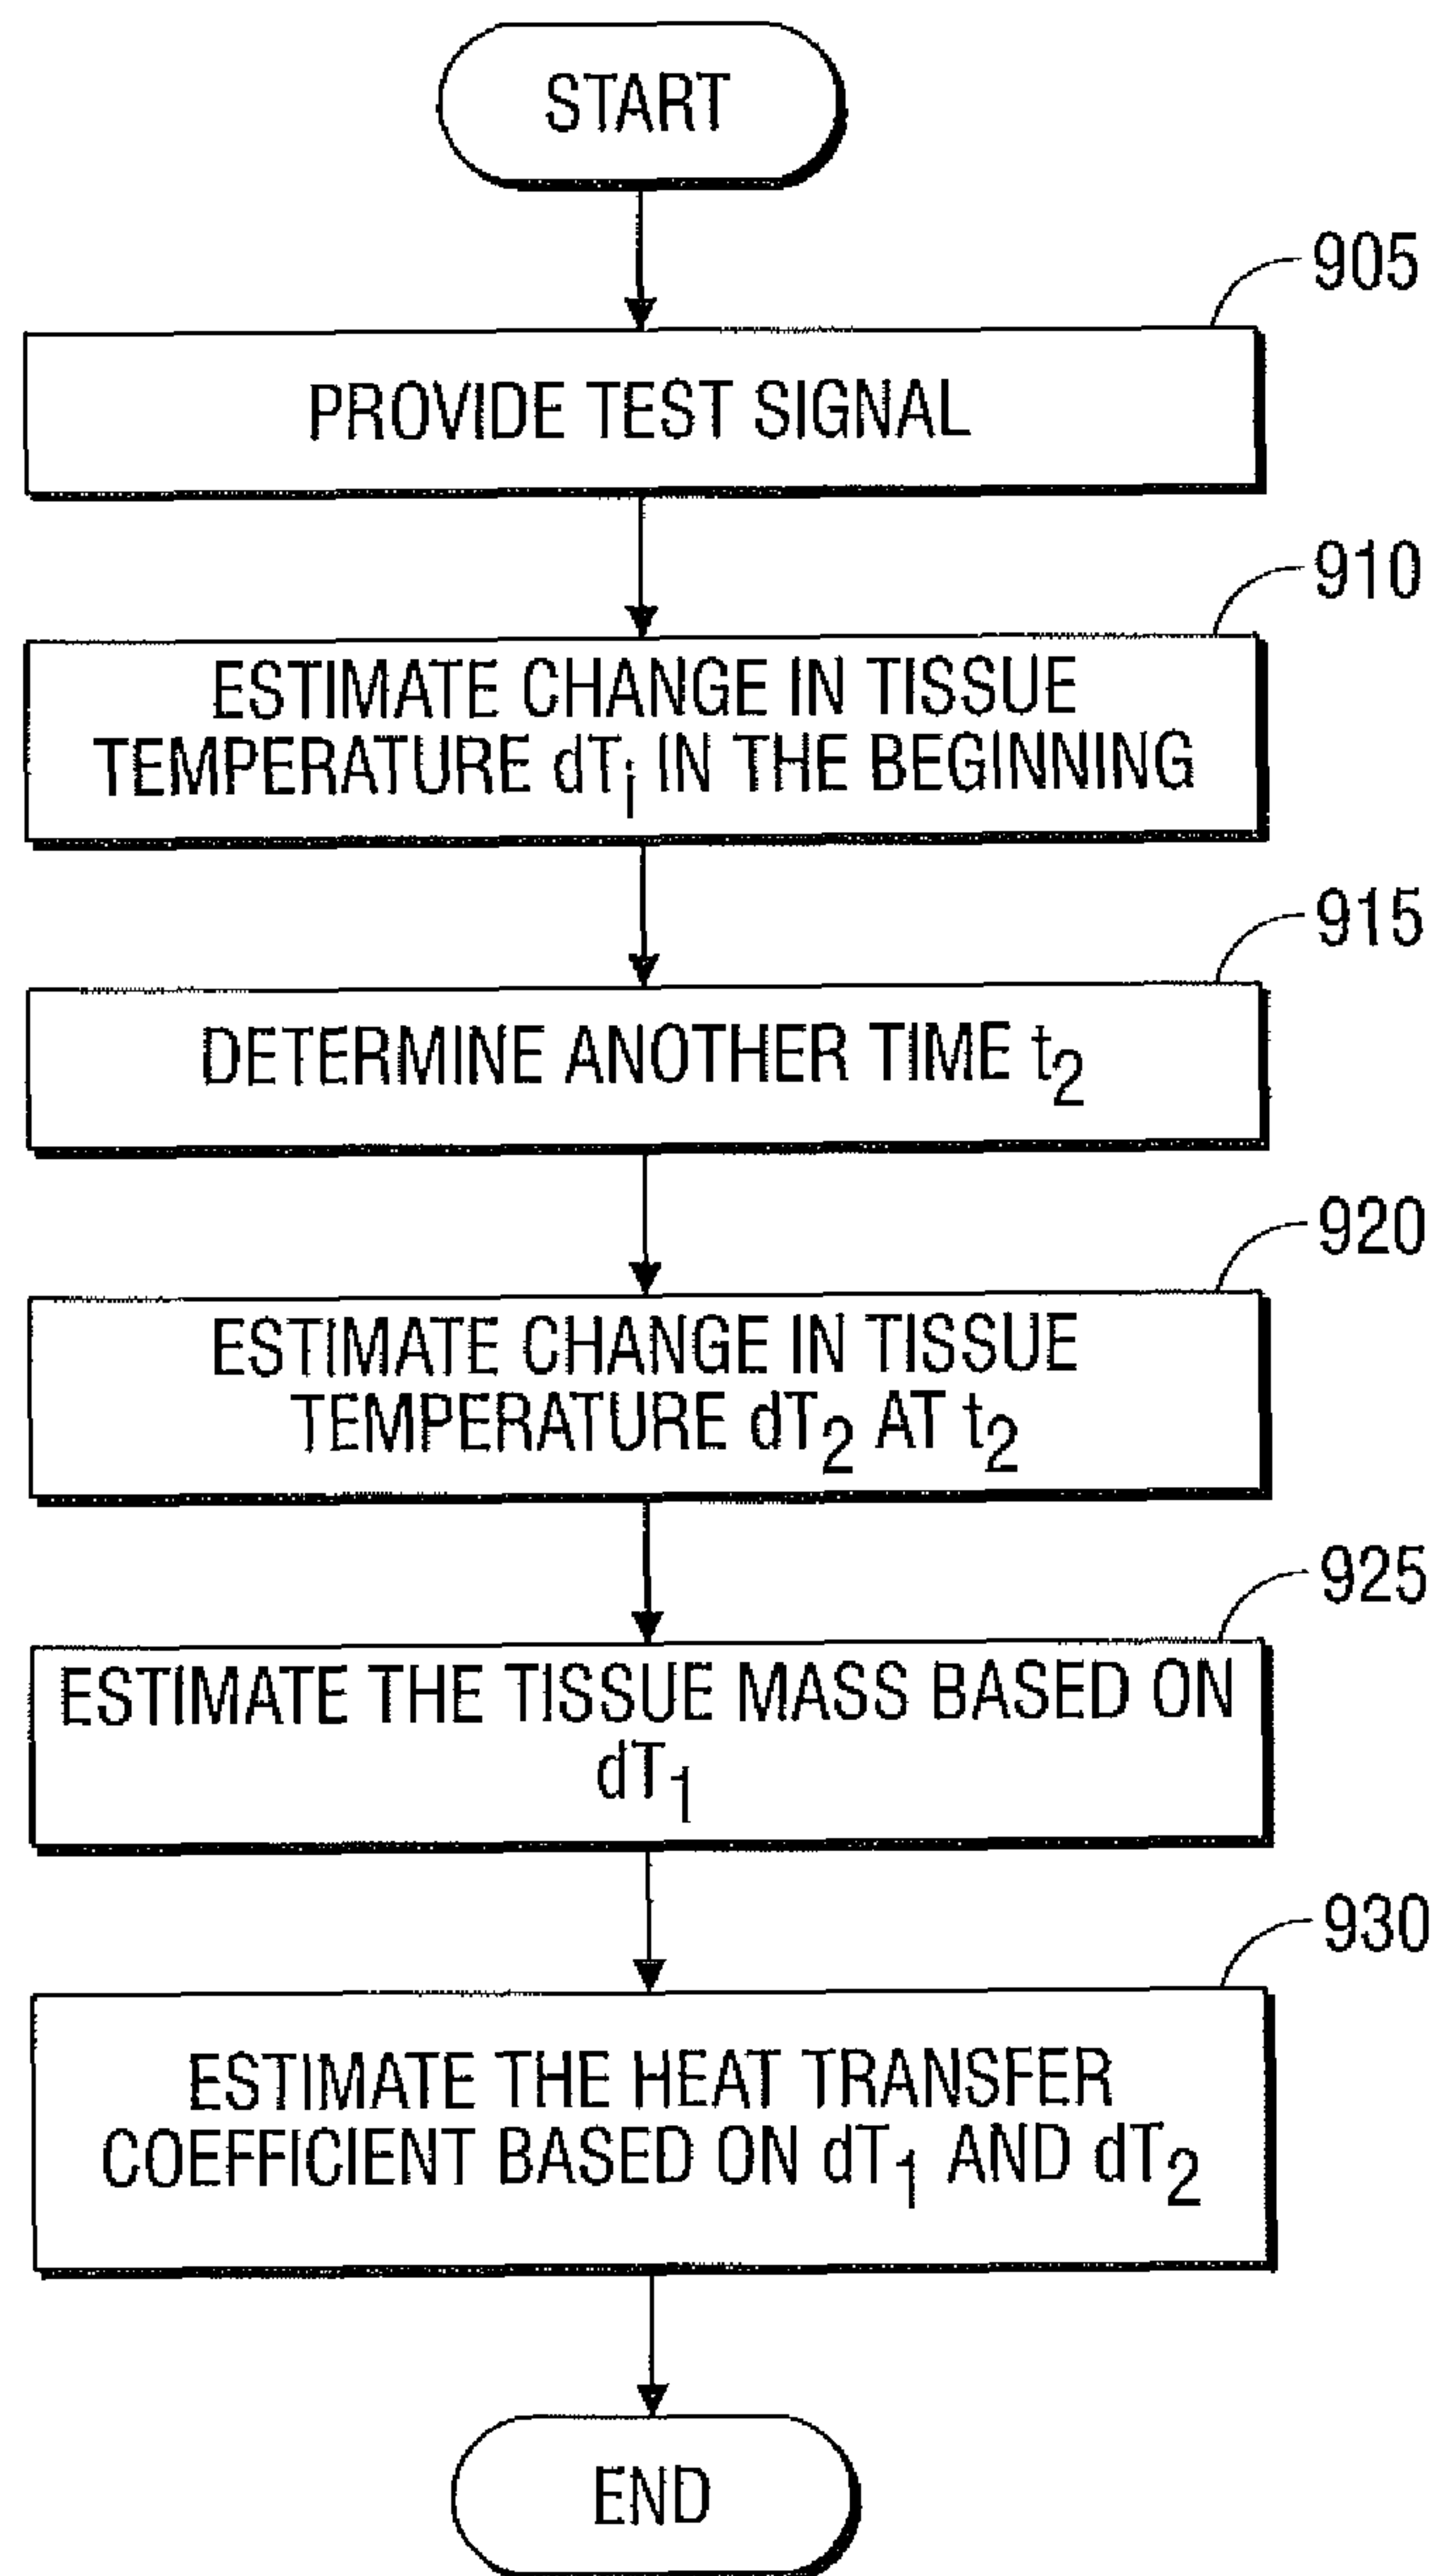 START
905
PROVIDE TEST SIGNAL
910
ESTIMATE CHANGE IN TISSUE
TEMPERATURE dTi IN THE BEGINNING
915
DETERMINE ANOTHER TIME t2
920
ESTIMATE CHANGE IN TISSUE
TEMPERATURE dT2 AT t2
925
ESTIMATE THE TISSUE MASS BASED ON
dT1
930
ESTIMATE THE HEAT TRANSFER
COEFFICIENT BASED ON dT1 AND dT2
END